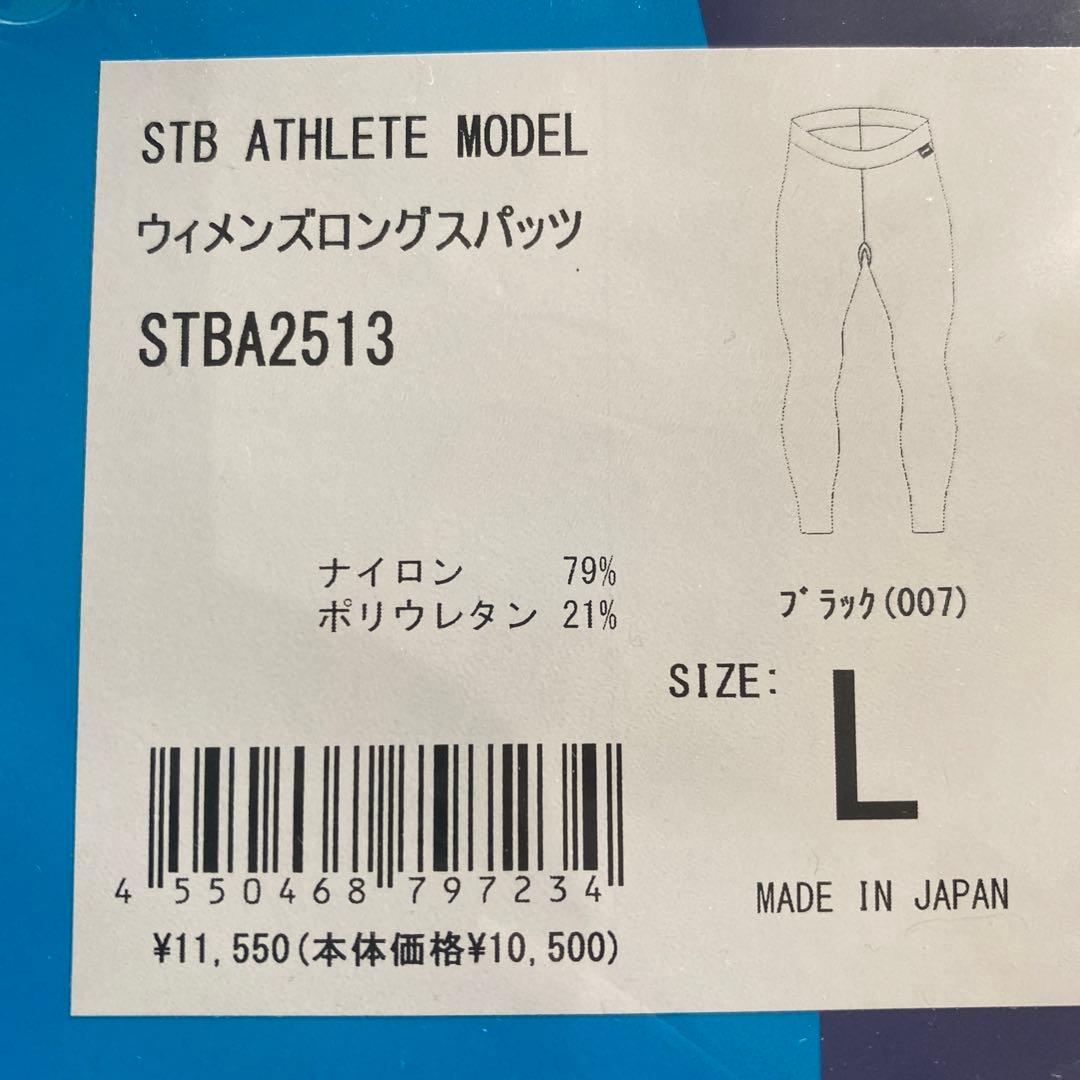 STB ATHLETE MODEL
ウィメンズロングスパッツ
STBA2513
ナイロン 79%
ポリウレタン 21%
ﾌﾞﾗｯｸ(007)
SIZE: L
4 550468 797234
¥11,550(本体価格¥10,500)
MADE IN JAPAN